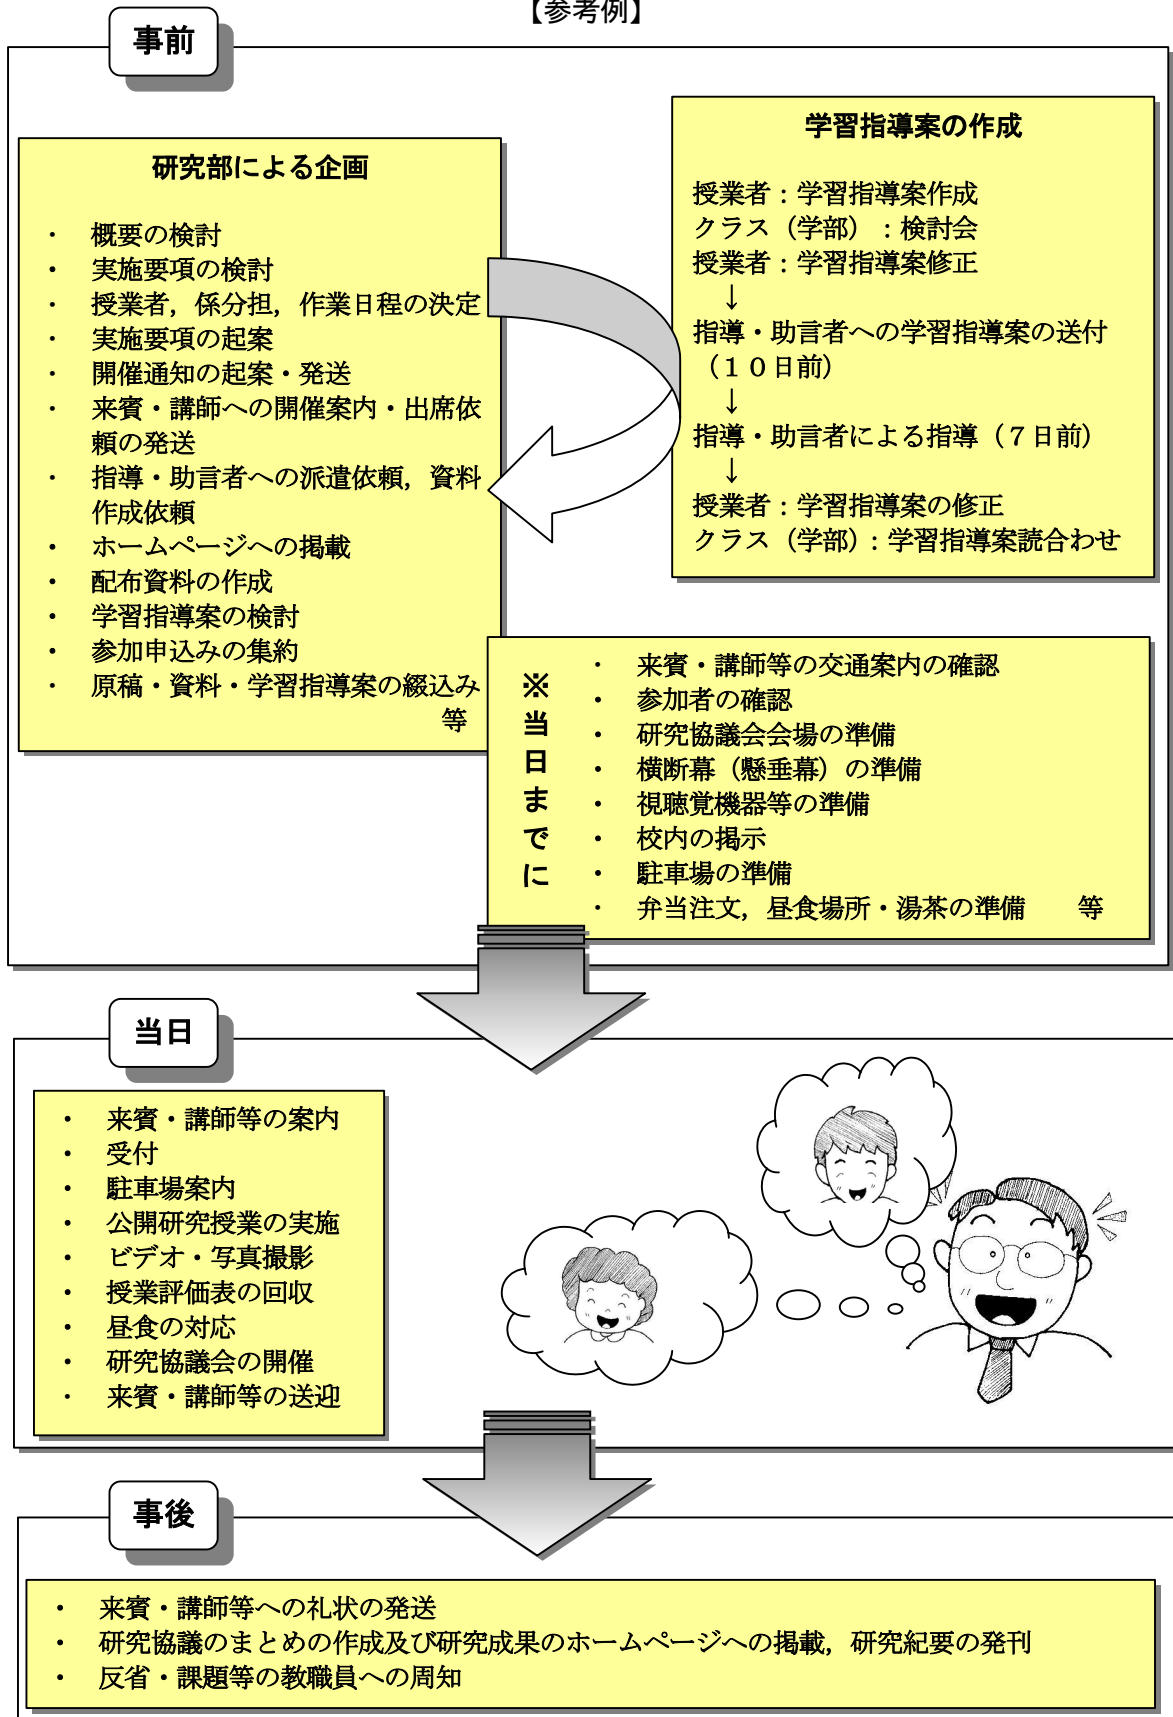 【参考例】
事前
研究部による企画
・ 概要の検討
・ 実施要項の検討
・ 授業者，係分担，作業日程の決定
・ 実施要項の起案
・ 開催通知の起案・発送
・ 来賓・講師への開催案内・出席依
頼の発送
・ 指導・助言者への派遣依頼，資料
作成依頼
・ ホームページへの掲載
・ 配布資料の作成
・ 学習指導案の検討
・ 参加申込みの集約
・ 原稿・資料・学習指導案の綴込み
等
学習指導案の作成
授業者：学習指導案作成
クラス（学部）：検討会
授業者：学習指導案修正
↓
指導・助言者への学習指導案の送付
（１０日前）
↓
指導・助言者による指導（７日前）
↓
授業者：学習指導案の修正
クラス（学部）：学習指導案読合わせ
※当日までに
・ 来賓・講師等の交通案内の確認
・ 参加者の確認
・ 研究協議会会場の準備
・ 横断幕（懸垂幕）の準備
・ 視聴覚機器等の準備
・ 校内の掲示
・ 駐車場の準備
・ 弁当注文，昼食場所・湯茶の準備　等
当日
・ 来賓・講師等の案内
・ 受付
・ 駐車場案内
・ 公開研究授業の実施
・ ビデオ・写真撮影
・ 授業評価表の回収
・ 昼食の対応
・ 研究協議会の開催
・ 来賓・講師等の送迎
事後
・ 来賓・講師等への礼状の発送
・ 研究協議のまとめの作成及び研究成果のホームページへの掲載，研究紀要の発刊
・ 反省・課題等の教職員への周知